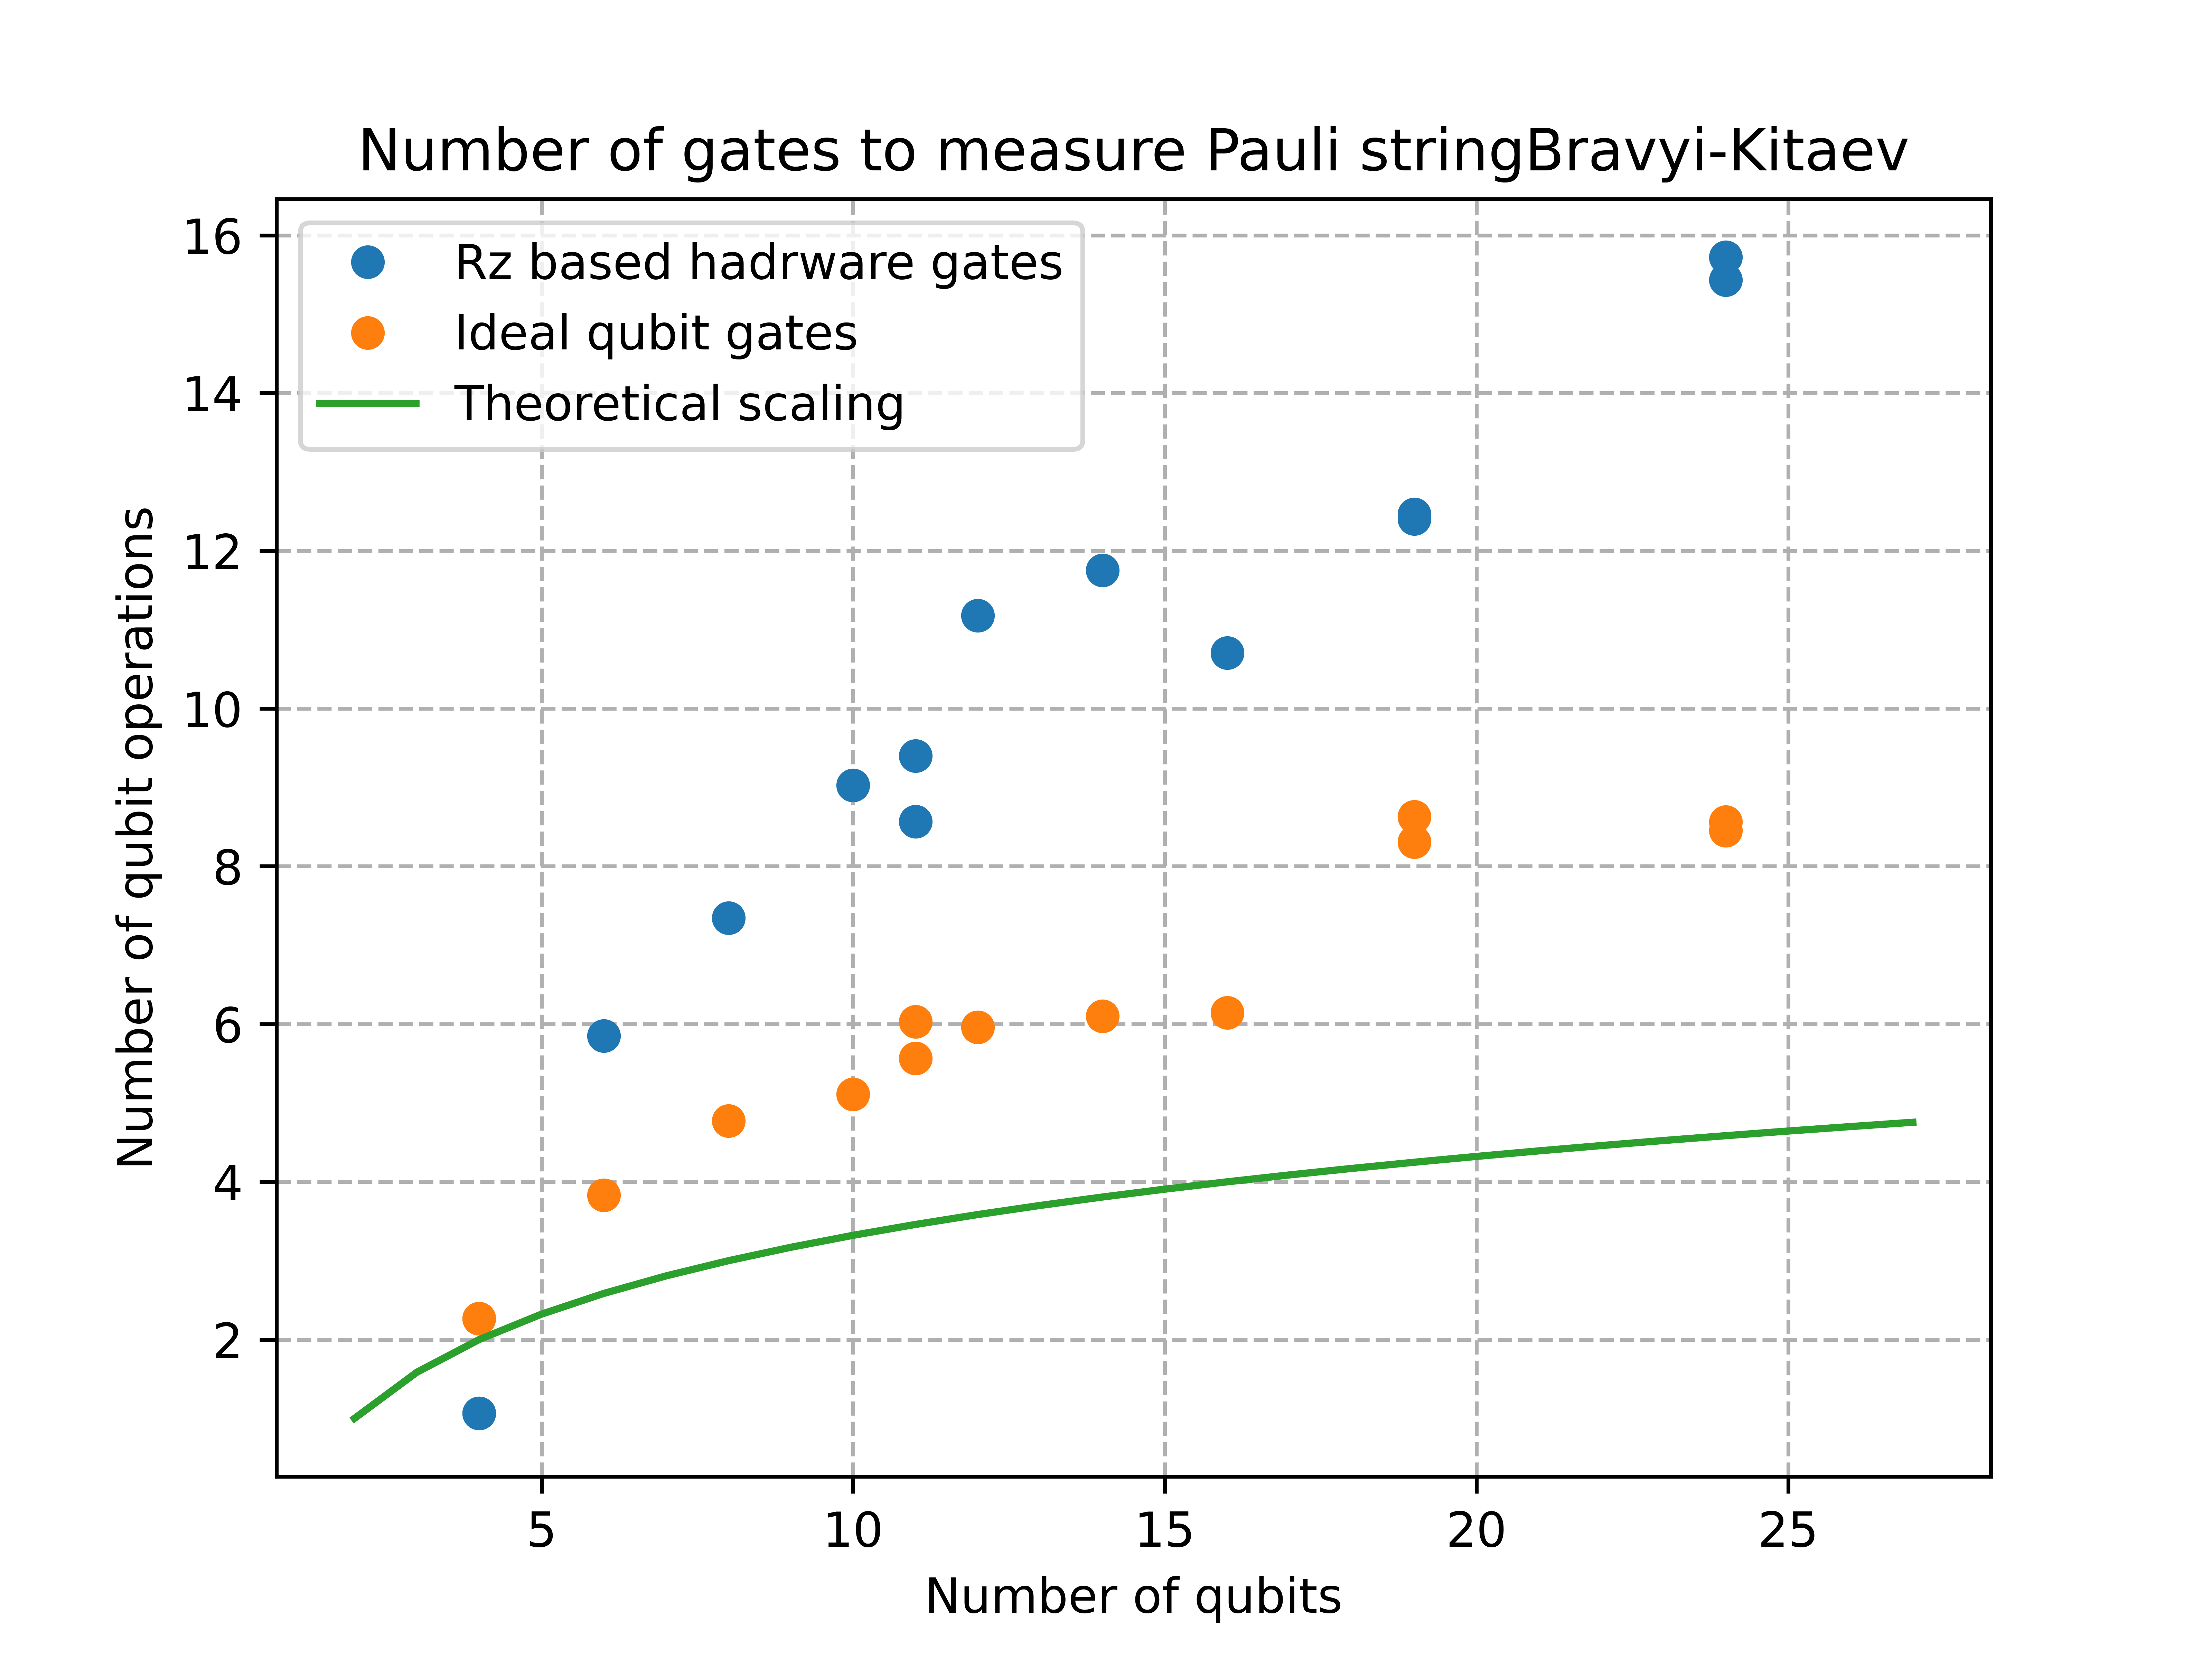 Number of gates to measure Pauli stringBravyi-Kitaev
Rz based hadrware gates
Ideal qubit gates
Theoretical scaling
Number of qubit operations
16
14
12
10
8
6
4
2
5 10 15 20 25
Number of qubits